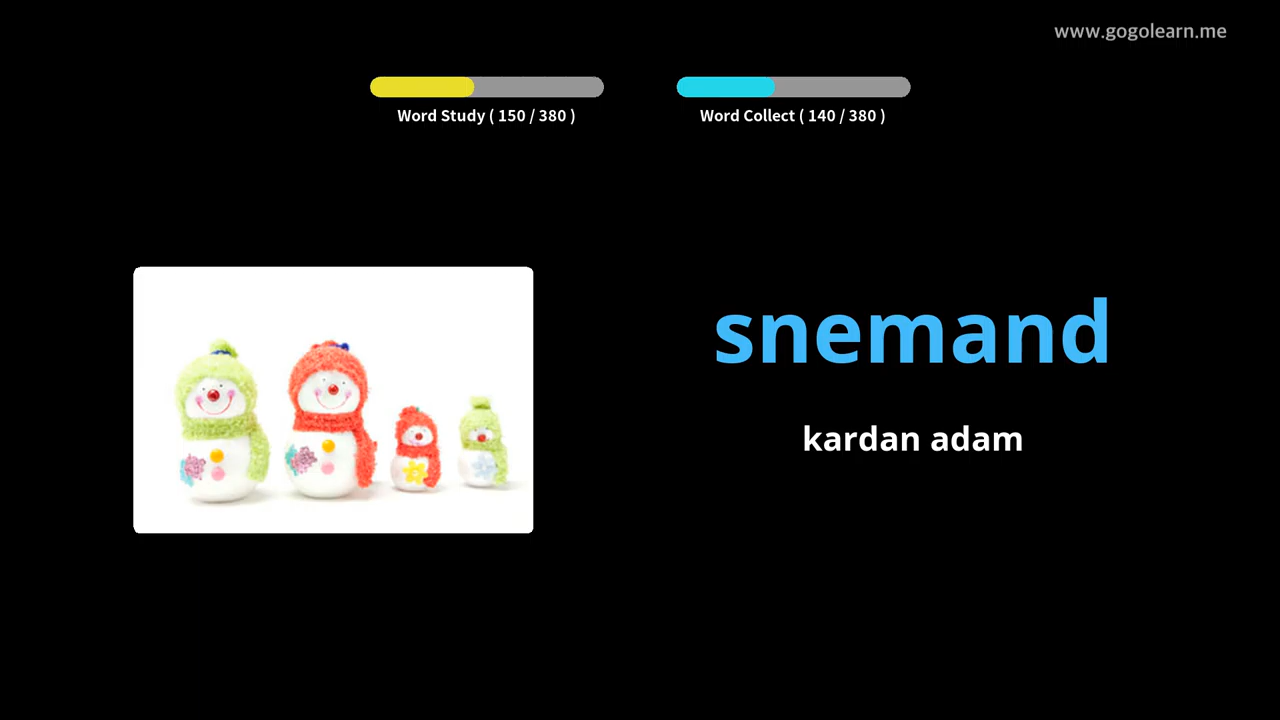 www.gogolearn.me
Word Study ( 150 / 380 )
Word Collect ( 140 / 380 )
snemand
kardan adam